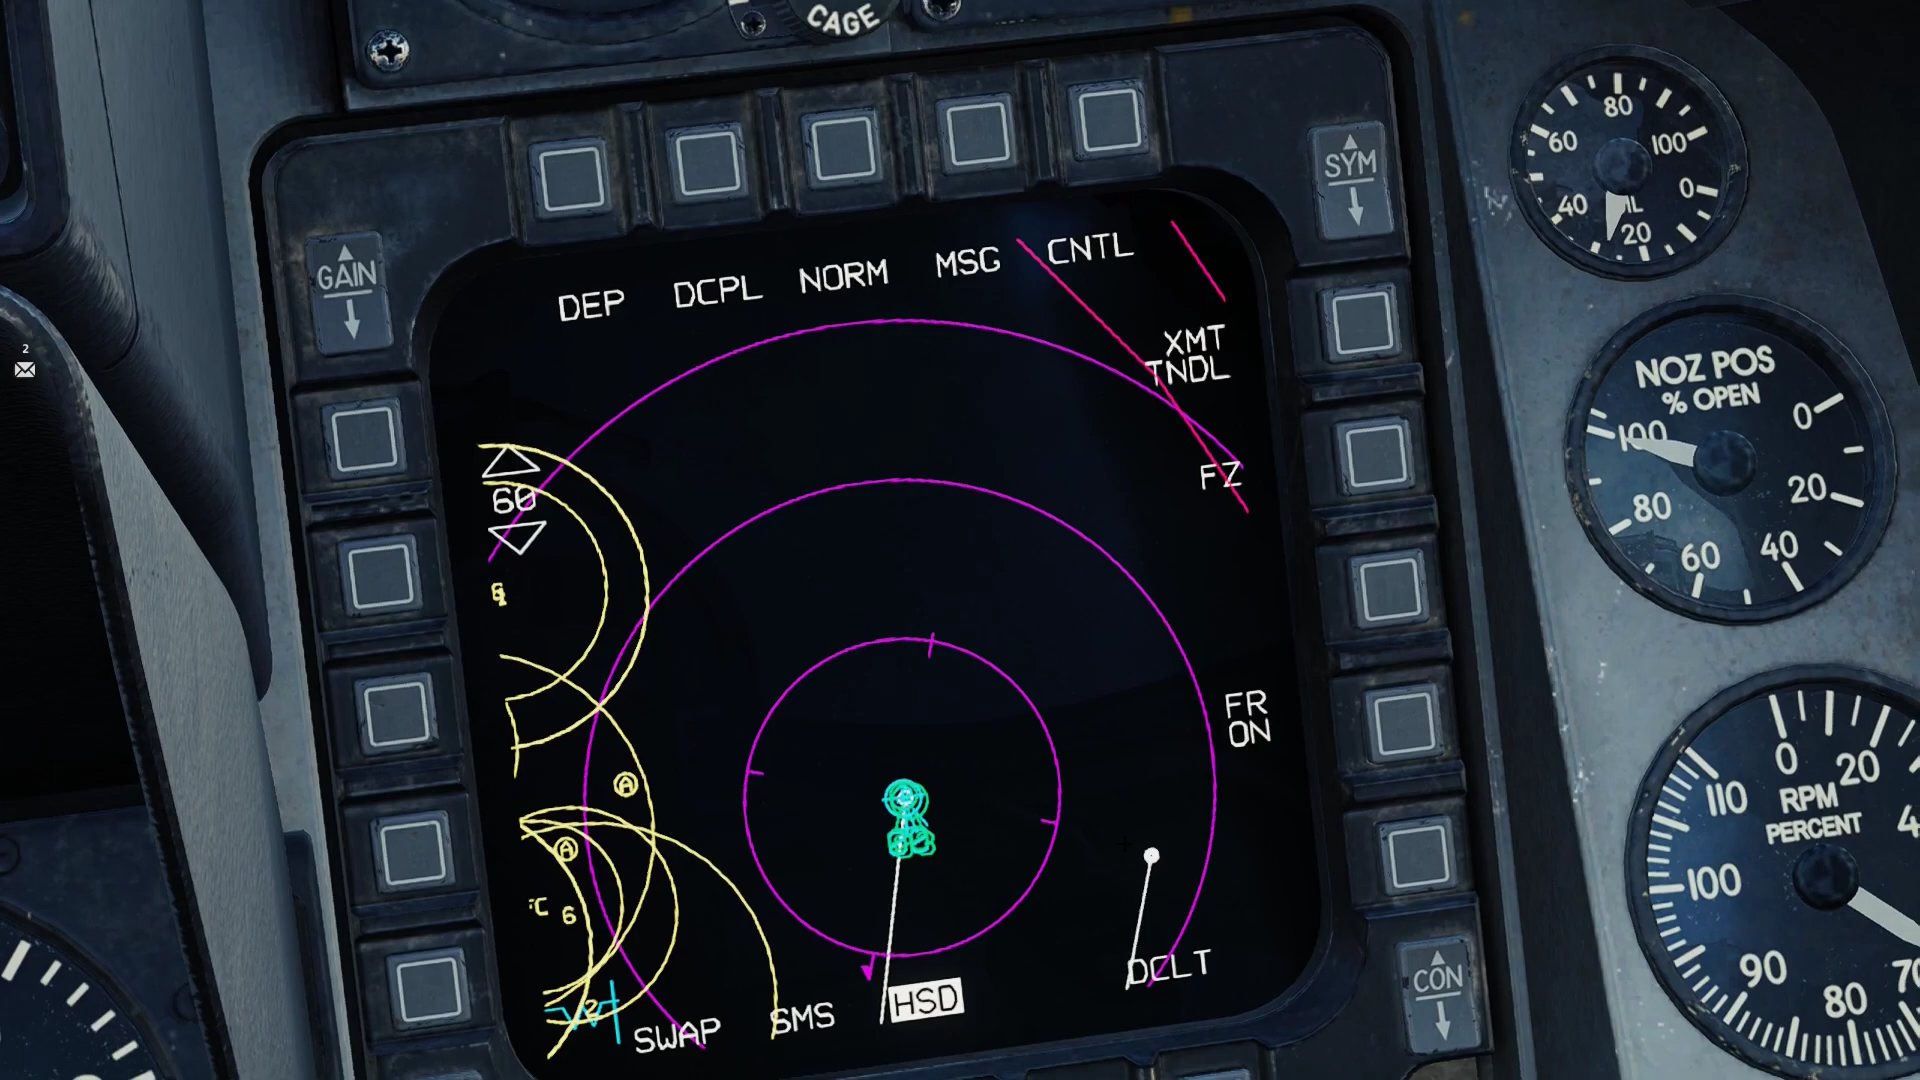 CAGE
SYM
GAIN
DEP DCPL NORM MSG CNTL
XMT
TNDL
60
FZ
FR
ON
A
A
6
DCLT
HSD
SMS
SWAP
CON
2
80
60 100
40 0
20
NOZ POS
% OPEN
100 0
80 20
60 40
0 20
110 RPM
PERCENT
100
90
80